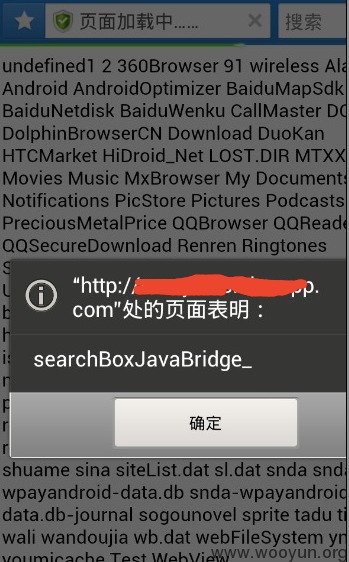 页面加载中…… × 搜索
undefined1 2 360Browser 91 wireless Ala
Android AndroidOptimizer BaiduMapSdk
BaiduNetdisk BaiduWenku CallMaster
DolphinBrowserCN Download DuoKan
HTCMarket HiDroid_Net LOST.DIR MTXX
Movies Music MxBrowser My Documents
Notifications PicStore Pictures Podcasts
PreciousMetalPrice QQBrowser QQReade
QQSecureDownload Renren Ringtones
"http://
pp.
com"处的页面表明：
searchBoxJavaBridge_
确定
shuame sina siteList.dat sl.dat snda snda
wpayandroid-data.db snda-wpayandroid
data.db-journal sogounovel sprite tadu ti
wali wandoujia wb.dat webFileSystem yn
youmicache Test WebView
www.wooyun.org